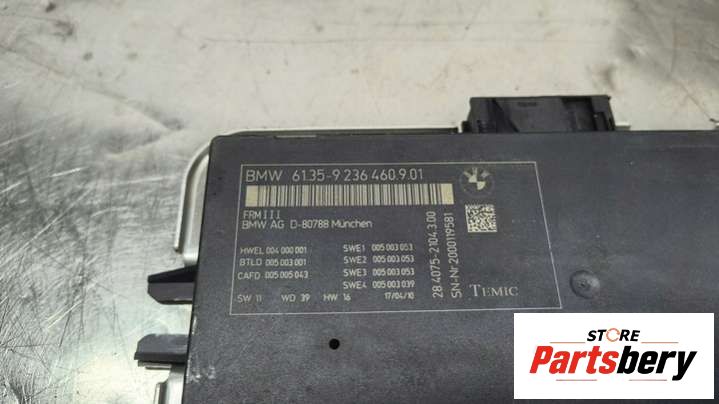 BMW 61.35-9 236 460.9.01
FRM III
BMW AG D-80788 München
HWEL 004 000 001
BTLD 005 003 001
CAFD 005 005 043
SWE1 005 003 053
SWE2 005 003 053
SWE3 005 003 053
SWE4 005 003 039
SW 11 WD 39 HW 16 17/04/10
28 4075-2104.3.00
SN-Nr 2000119581
TEMIC
STORE
Partsbery